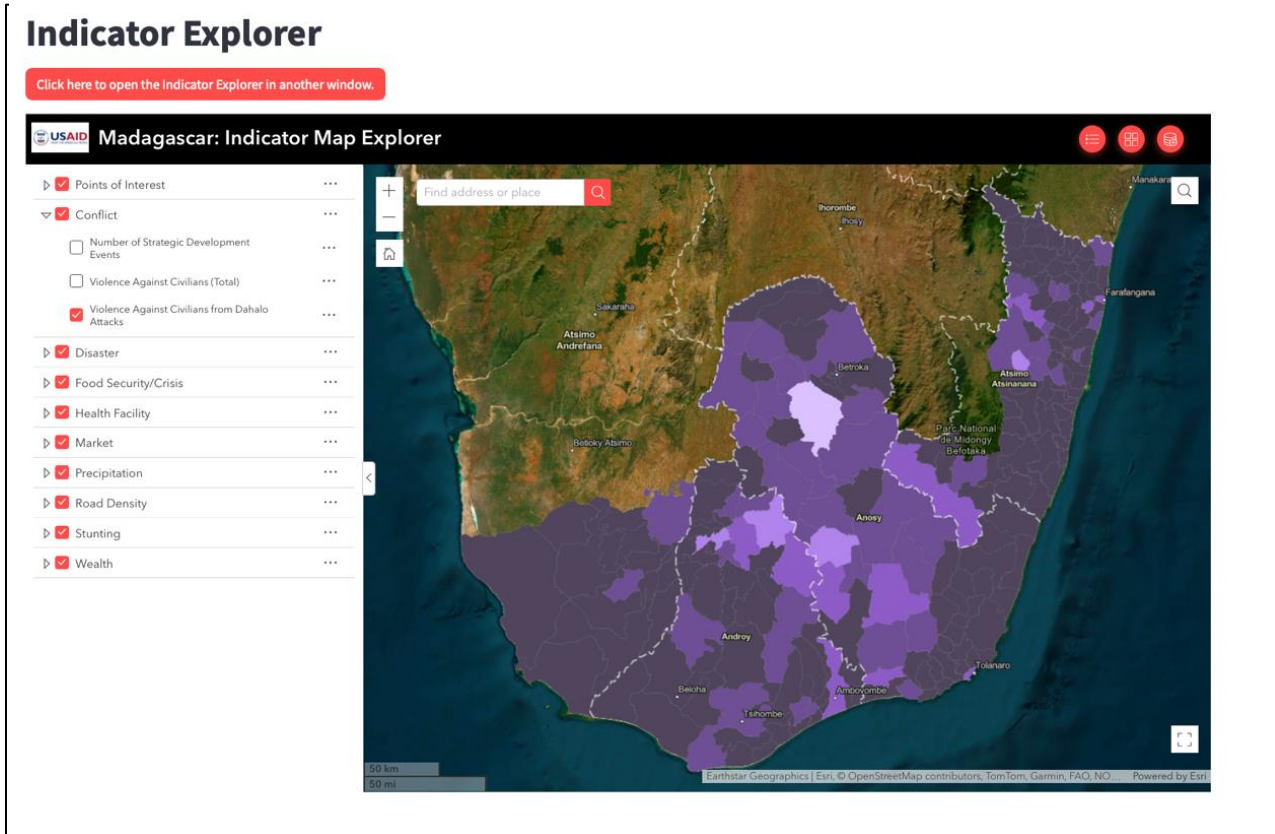 Indicator Explorer
Click here to open the Indicator Explorer in another window.
USAID
Madagascar: Indicator Map Explorer
Points of Interest
Conflict
Number of Strategic Development
Events
Violence Against Civilians (Total)
Violence Against Civilians from Dahalo
Attacks
Disaster
Food Security/Crisis
Health Facility
Market
Precipitation
Road Density
Stunting
Wealth
Find address or place
Manakara
Ihorombe
Ihosy
Farafangana
Sakaraha
Atsimo
Andrefana
Betroka
Atsimo
Atsinanana
Parc National
de Midongy
Befotaka
Betioky Atsimo
Anosy
Androy
Tolanaro
Beloha
Ambovombe
Tsihombe
50 km
50 mi
Earthstar Geographics | Esri, © OpenStreetMap contributors, TomTom, Garmin, FAO, NO...
Powered by Esri